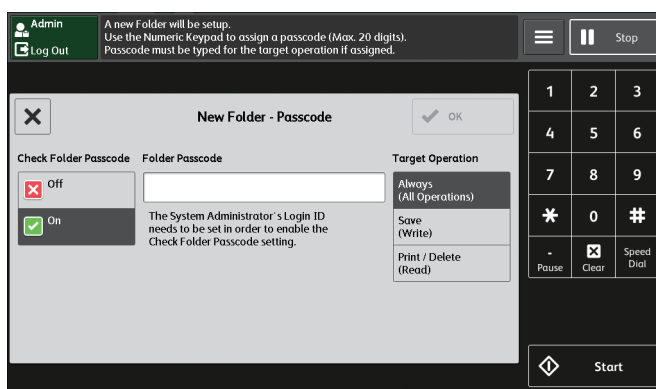 Admin
Log Out
A new Folder will be setup.
Use the Numeric Keypad to assign a passcode (Max. 20 digits).
Passcode must be typed for the target operation if assigned.
Stop
New Folder - Passcode
OK
Check Folder Passcode
Off
On
Folder Passcode
The System Administrator's Login ID
needs to be set in order to enable the
Check Folder Passcode setting.
Target Operation
Always
(All Operations)
Save
(Write)
Print / Delete
(Read)
1 2 3
4 5 6
7 8 9
* 0 #
- Pause
Clear
Speed Dial
Start